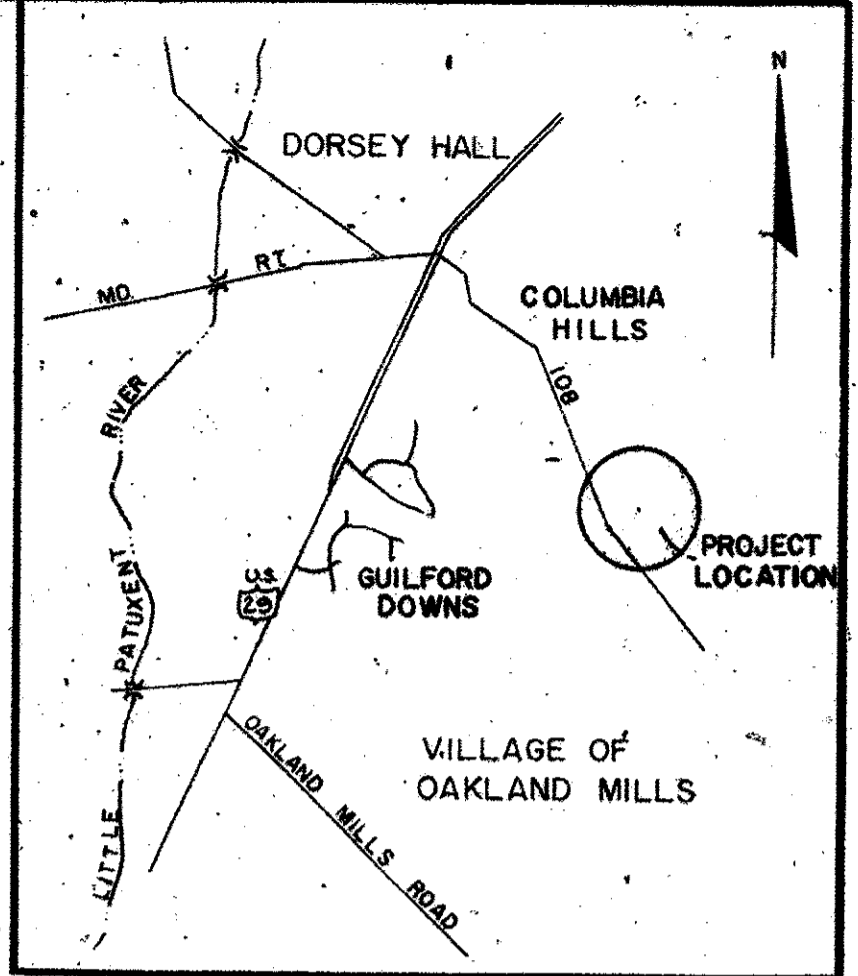 N
DORSEY HALL
MD. RT. 108
COLUMBIA
HILLS
LITTLE PATUXENT RIVER
PROJECT
LOCATION
GUILFORD
DOWNS
US
29
VILLAGE OF
OAKLAND MILLS
OAKLAND MILLS ROAD